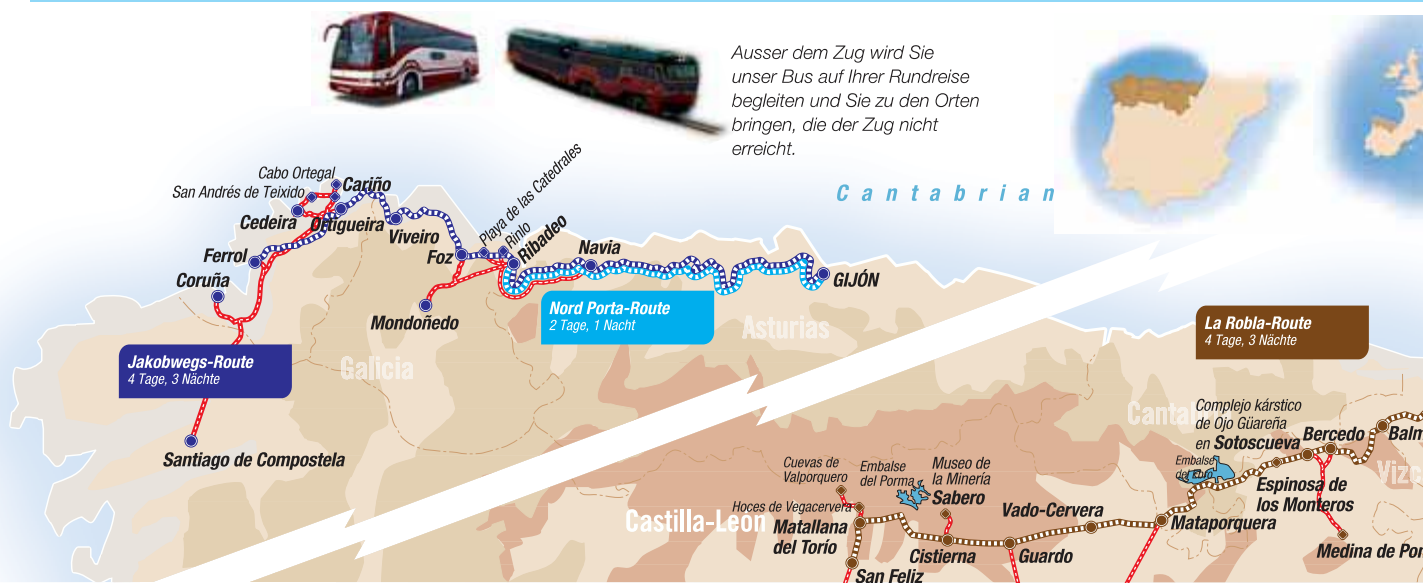 Ausser dem Zug wird Sie
unser Bus auf Ihrer Rundreise
begleiten und Sie zu den Orten
bringen, die der Zug nicht
erreicht.
Cantabrian
Cabo Ortegal
San Andrés de Teixido
Cariño
Cedeira
Ortigueira
Viveiro
Ferrol
Coruña
Foz
Playa de las Catedrales
Rinlo
Ribadeo
Navia
GIJÓN
Mondoñedo
Nord Porta-Route
2 Tage, 1 Nacht
Asturias
Galicia
Jakobwegs-Route
4 Tage, 3 Nächte
Santiago de Compostela
La Robla-Route
4 Tage, 3 Nächte
Complejo kárstico
de Ojo Güareña
en Sotoscueva
Bercedo
Espinosa de
los Monteros
Mataporquera
Medina de
Cuevas de
Valporquero
Hoces de Vegacervera
Embalse
del Porma
Museo de
la Minería
Sabero
Vado-Cervera
Castilla-León
Matallana
del Torío
Cistierna
Guardo
San Feliz
Embalse